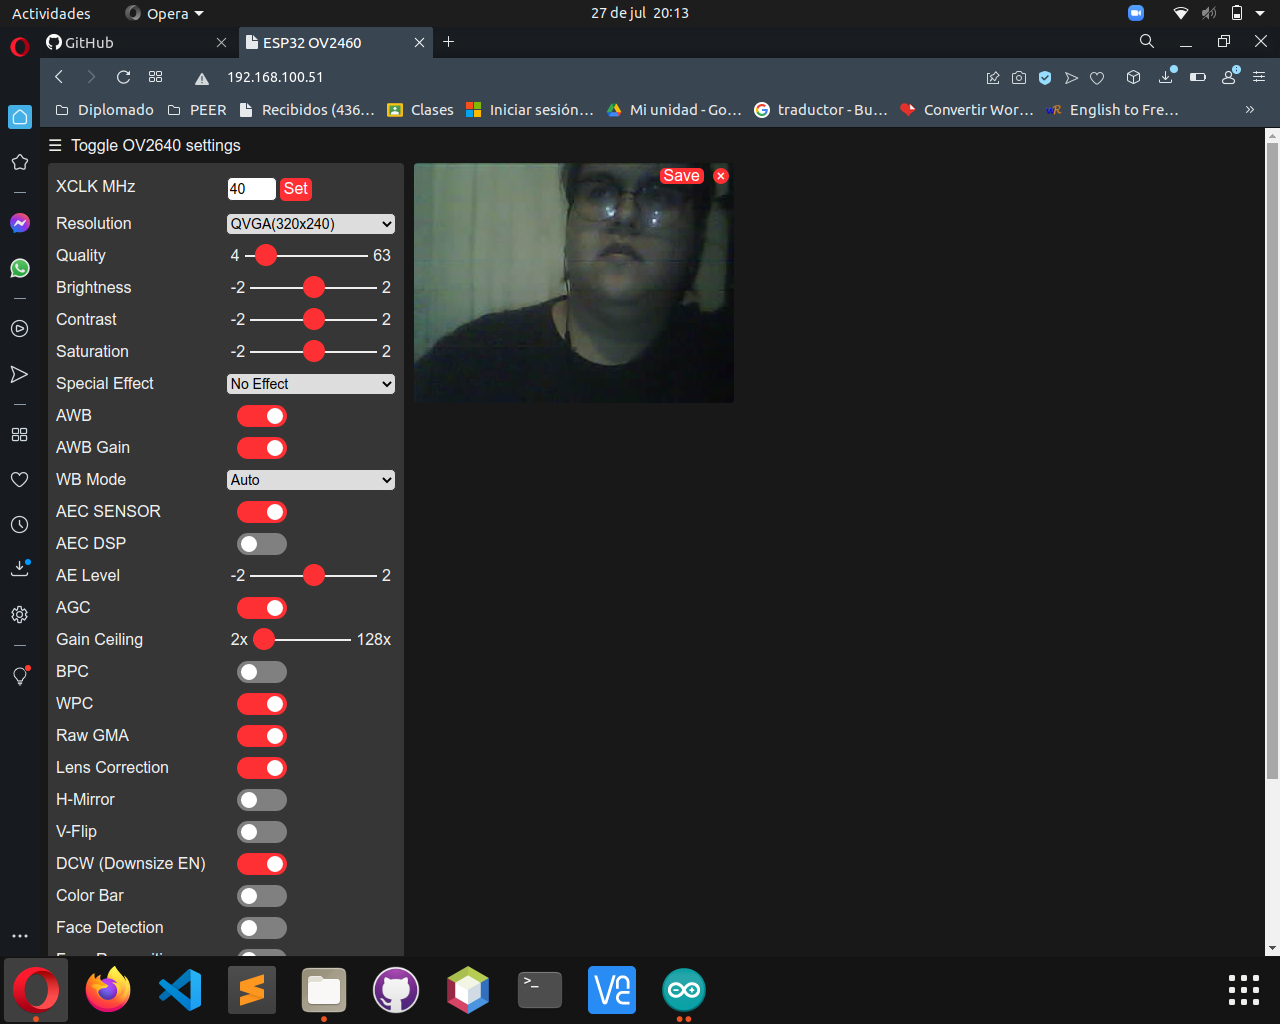 Actividades Opera 27 de jul 20:13
GitHub ESP32 OV2460
192.168.100.51
Diplomado PEER Recibidos (436... Clases Iniciar sesión... Mi unidad - Go... traductor - Bu... Convertir Wor... English to Fre... »
☰ Toggle OV2640 settings
XCLK MHz 40 Set
Resolution QVGA(320x240)
Quality 4 63
Brightness -2 2
Contrast -2 2
Saturation -2 2
Special Effect No Effect
AWB
AWB Gain
WB Mode Auto
AEC SENSOR
AEC DSP
AE Level -2 2
AGC
Gain Ceiling 2x 128x
BPC
WPC
Raw GMA
Lens Correction
H-Mirror
V-Flip
DCW (Downsize EN)
Color Bar
Face Detection
Save ×
>_